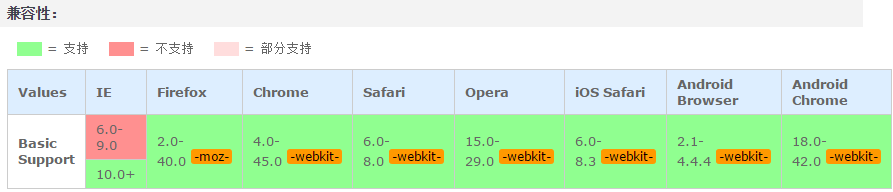 兼容性：
= 支持 = 不支持 = 部分支持
Values IE Firefox Chrome Safari Opera iOS Safari Android Browser Android Chrome
Basic Support
6.0-9.0
10.0+
2.0-40.0 -moz-
4.0-45.0 -webkit-
6.0-8.0 -webkit-
15.0-29.0 -webkit-
6.0-8.3 -webkit-
2.1-4.4.4 -webkit-
18.0-42.0 -webkit-